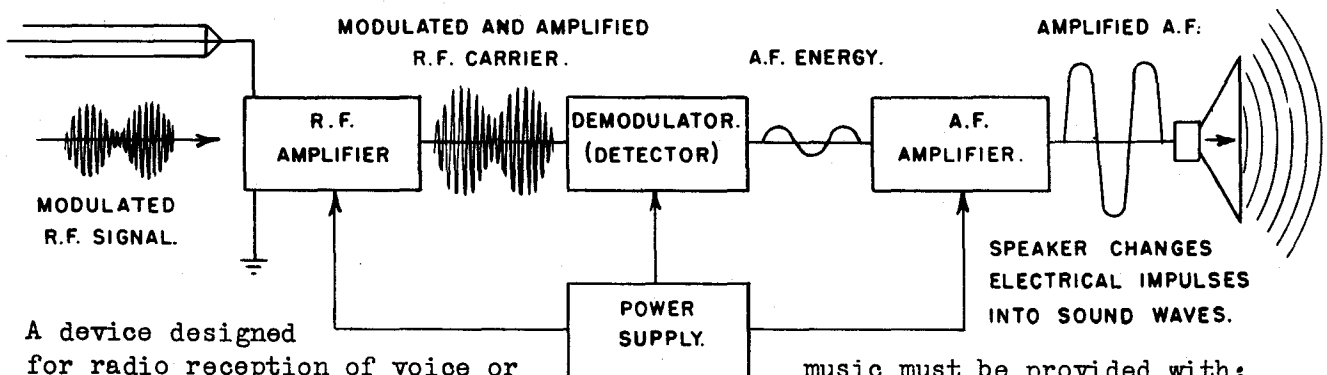 MODULATED AND AMPLIFIED
R.F. CARRIER.
A.F. ENERGY.
AMPLIFIED A.F:
R.F.
AMPLIFIER
DEMODULATOR.
(DETECTOR)
A.F.
AMPLIFIER.
MODULATED
R.F. SIGNAL.
SPEAKER CHANGES
ELECTRICAL IMPULSES
INTO SOUND WAVES.
POWER
SUPPLY.
A device designed
for radio reception of voice or music must be provided with: